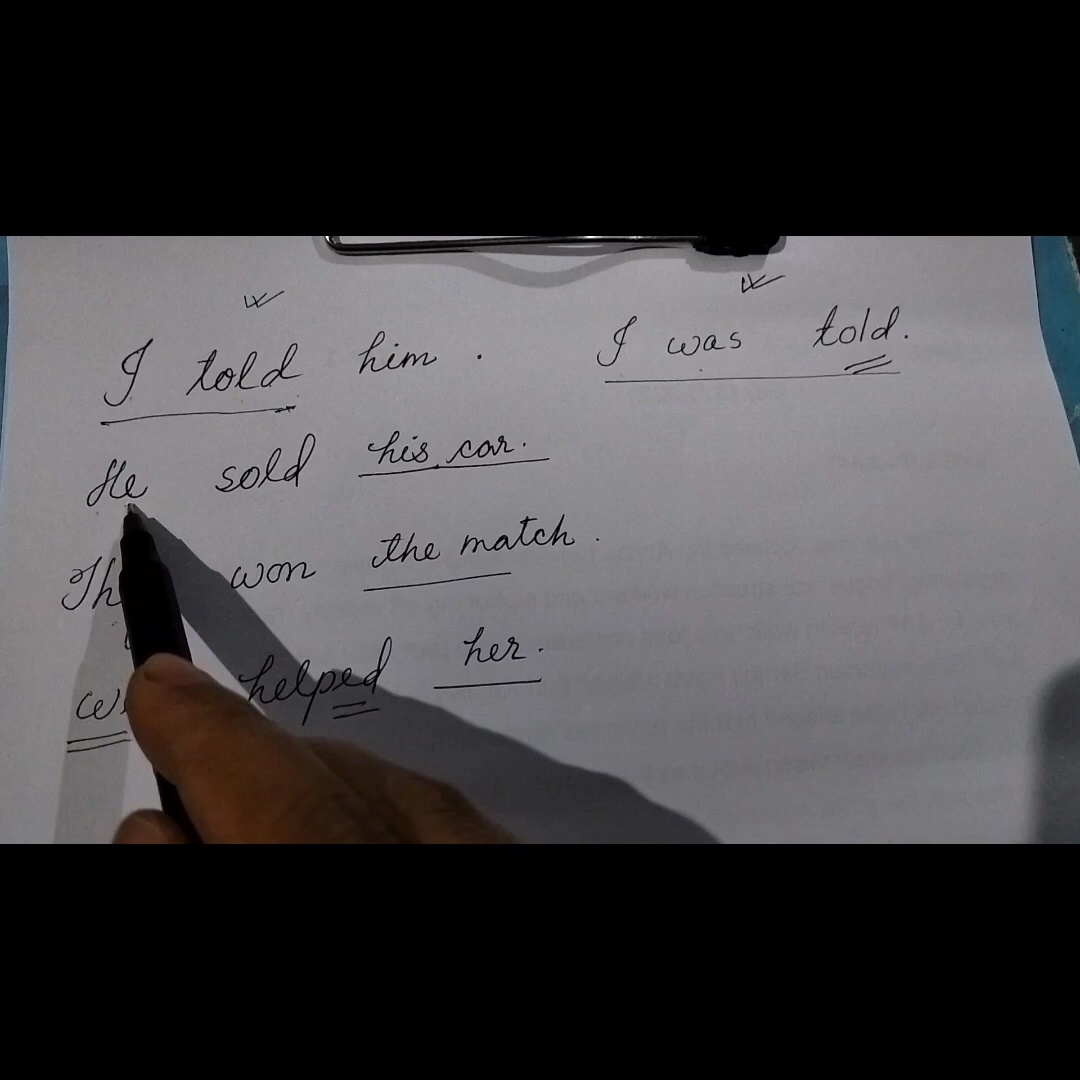 I told him. I was told.
He sold his car.
won the match.
helped her.